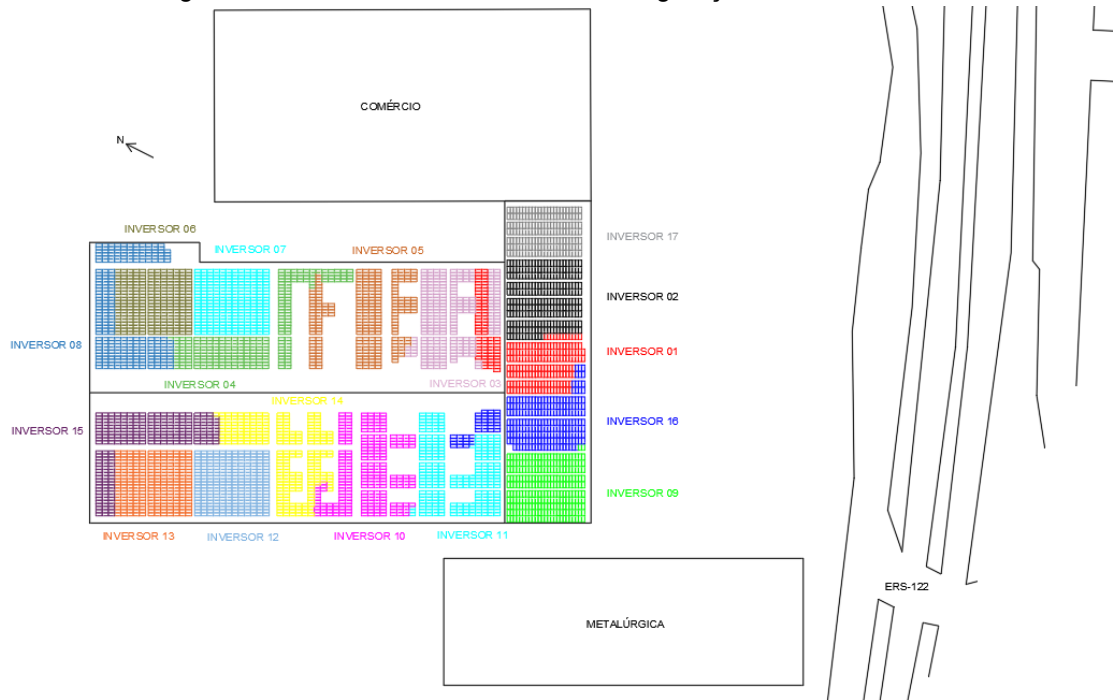 COMÉRCIO
N
INVERSOR 06
INVERSOR 07
INVERSOR 05
INVERSOR 17
INVERSOR 02
INVERSOR 08
INVERSOR 01
INVERSOR 04
INVERSOR 03
INVERSOR 14
INVERSOR 15
INVERSOR 16
INVERSOR 09
INVERSOR 13
INVERSOR 12
INVERSOR 10
INVERSOR 11
ERS-122
METALÚRGICA